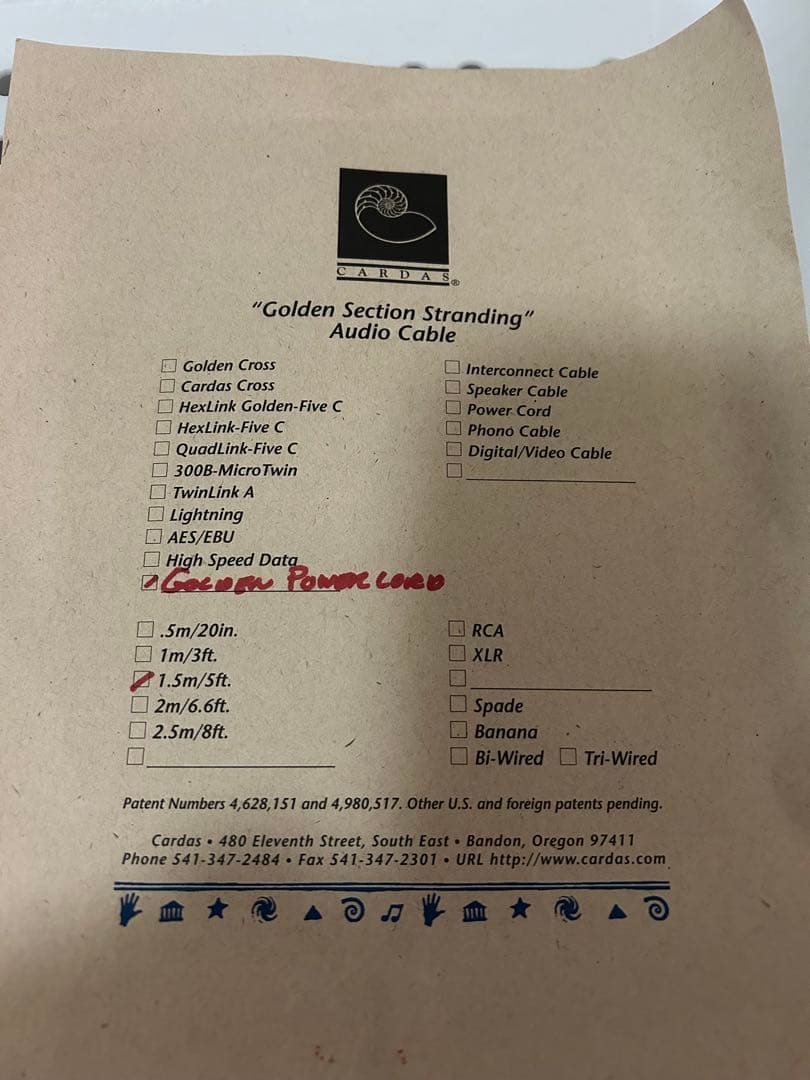 CARDAS®
"Golden Section Stranding"
Audio Cable
Golden Cross
Cardas Cross
HexLink Golden-Five C
HexLink-Five C
QuadLink-Five C
300B-MicroTwin
TwinLink A
Lightning
AES/EBU
High Speed Data
GOLDEN POWER CORD
Interconnect Cable
Speaker Cable
Power Cord
Phono Cable
Digital/Video Cable
.5m/20in.
1m/3ft.
1.5m/5ft.
2m/6.6ft.
2.5m/8ft.
RCA
XLR
Spade
Banana
Bi-Wired Tri-Wired
Patent Numbers 4,628,151 and 4,980,517. Other U.S. and foreign patents pending.
Cardas • 480 Eleventh Street, South East • Bandon, Oregon 97411
Phone 541-347-2484 • Fax 541-347-2301 • URL http://www.cardas.com